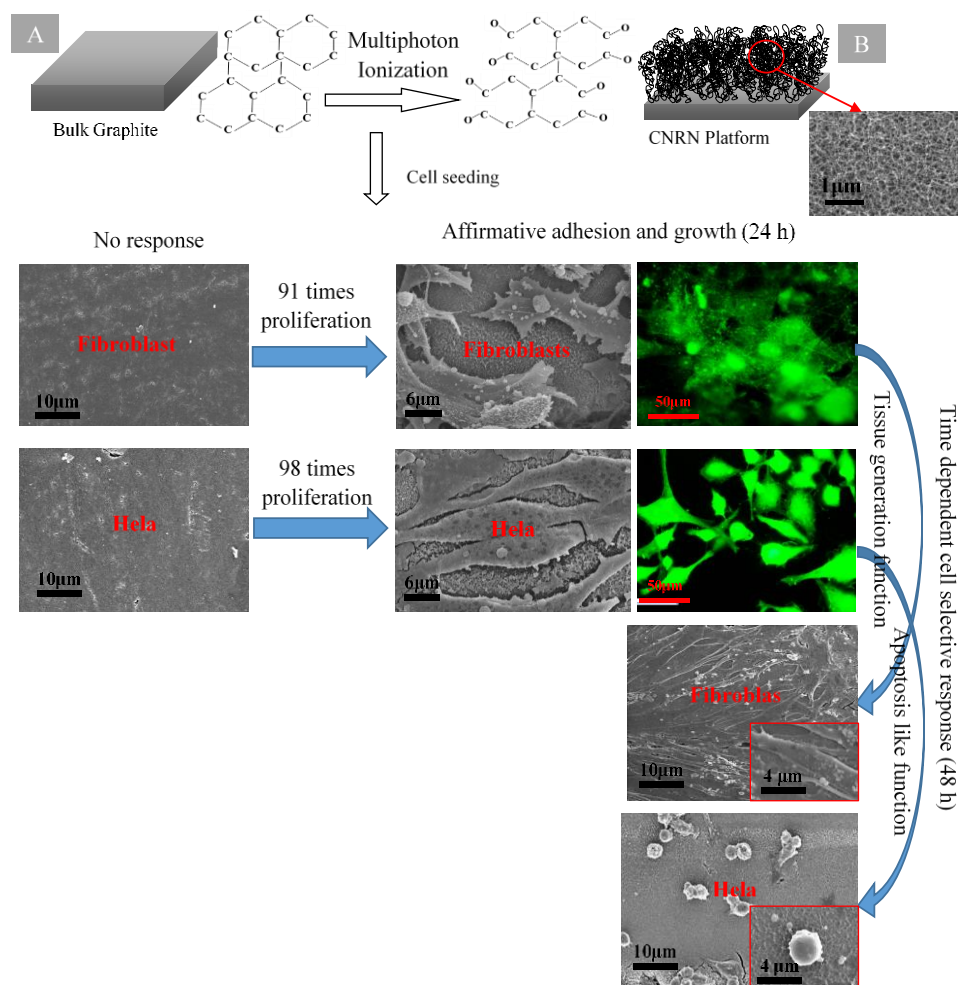 A
Bulk Graphite
C C C C
C C C C C
C C C C
C C C C
C C C C
C C C
Multiphoton
Ionization
O C C C C O
O C C C C O
O C C C C O
O C C C C O
B
CNRN Platform
1μm
Cell seeding
No response
Affirmative adhesion and growth (24 h)
Fibroblast
10μm
91 times
proliferation
Fibroblasts
6μm
50μm
Hela
10μm
98 times
proliferation
Hela
6μm
50μm
Tissue generation function
Time dependent cell selective response (48 h)
Apoptosis like function
Fibroblas
10μm
4 μm
Hela
10μm
4 μm